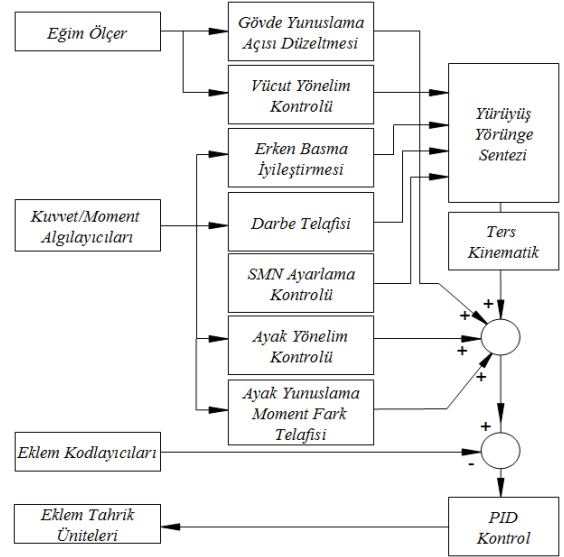 Eğim Ölçer
Gövde Yunuslama
Açısı Düzeltmesi
Vücut Yönelim
Kontrolü
Yürüyüş
Yörünge
Sentezi
Erken Basma
İyileştirmesi
Kuvvet/Moment
Algılayıcıları
Darbe Telafisi
Ters
Kinematik
SMN Ayarlama
Kontrolü
+
+
Ayak Yönelim
Kontrolü
+
+
Ayak Yunuslama
Moment Fark
Telafisi
+
Eklem Kodlayıcıları
-
Eklem Tahrik
Üniteleri
PID
Kontrol